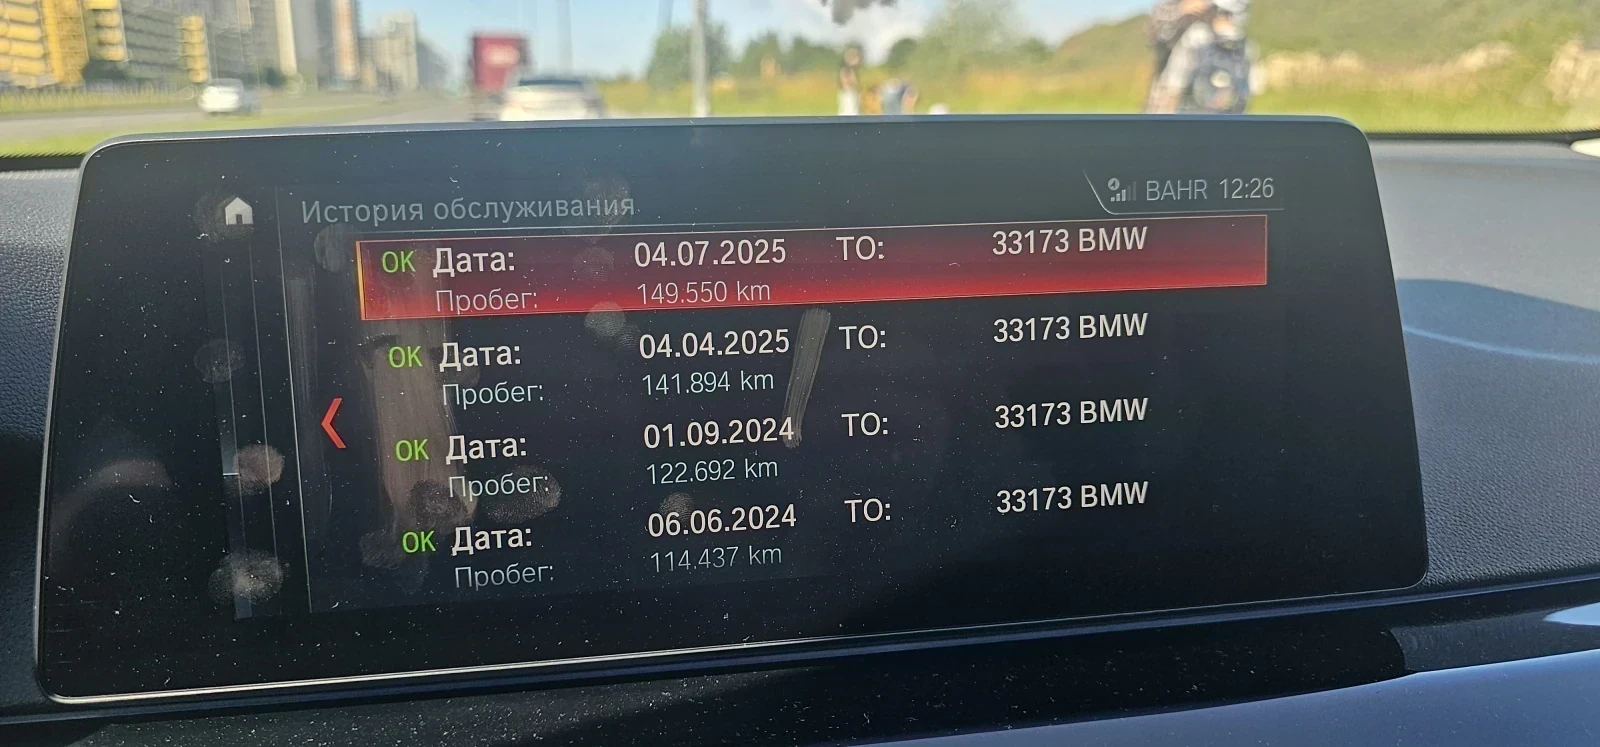 История обслуживания
BAHR 12:26
OK Дата: 04.07.2025 ТО: 33173 BMW
Пробег: 149.550 km
OK Дата: 04.04.2025 ТО: 33173 BMW
Пробег: 141.894 km
OK Дата: 01.09.2024 ТО: 33173 BMW
Пробег: 122.692 km
OK Дата: 06.06.2024 ТО: 33173 BMW
Пробег: 114.437 km